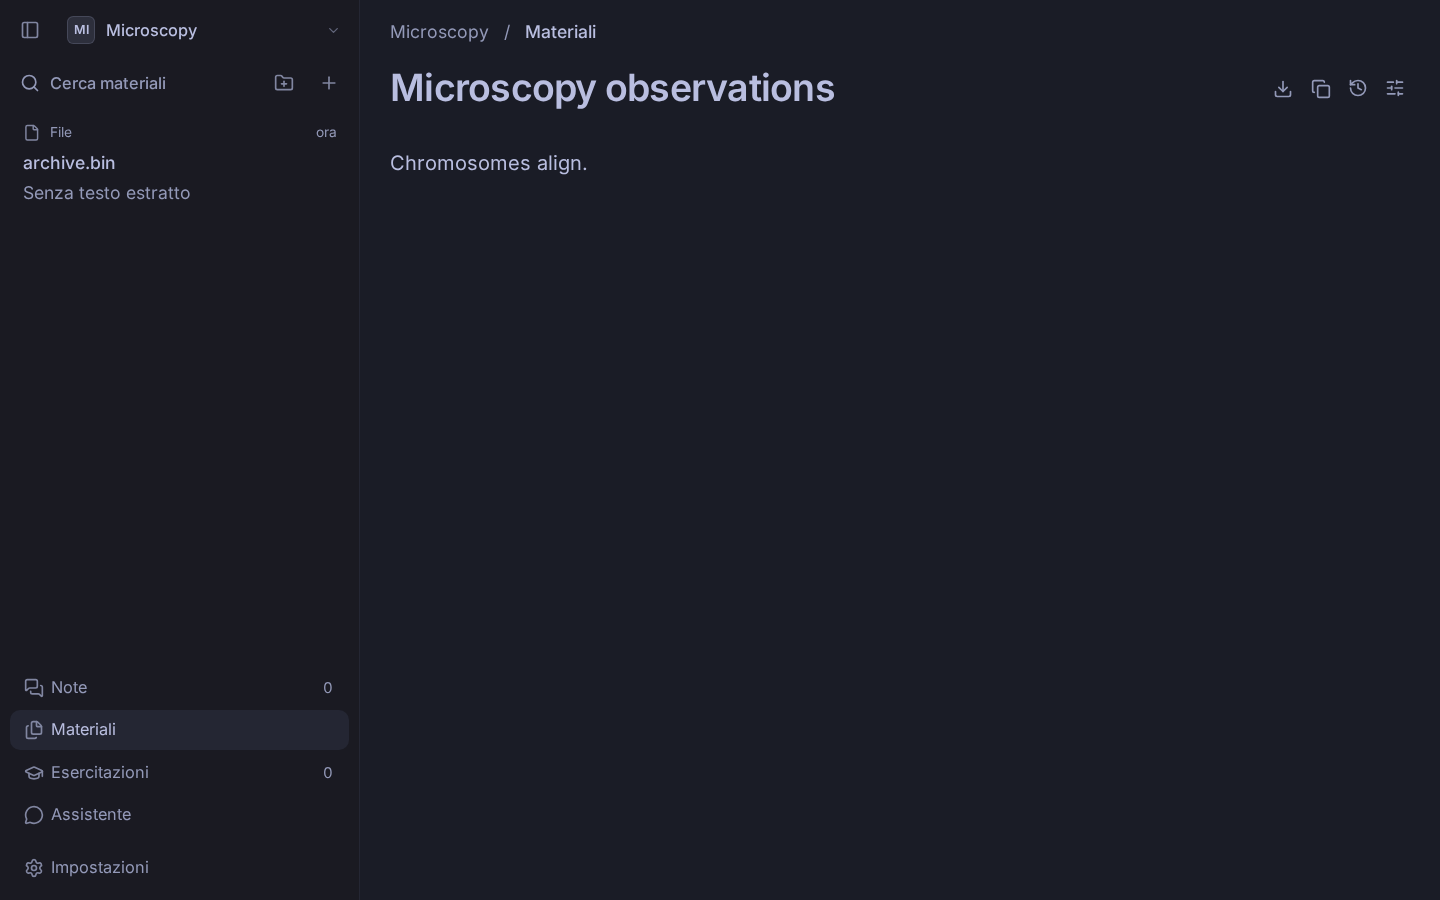 MI Microscopy
Cerca materiali
File ora
archive.bin
Senza testo estratto
Note 0
Materiali
Esercitazioni 0
Assistente
Impostazioni
Microscopy / Materiali
Microscopy observations
Chromosomes align.